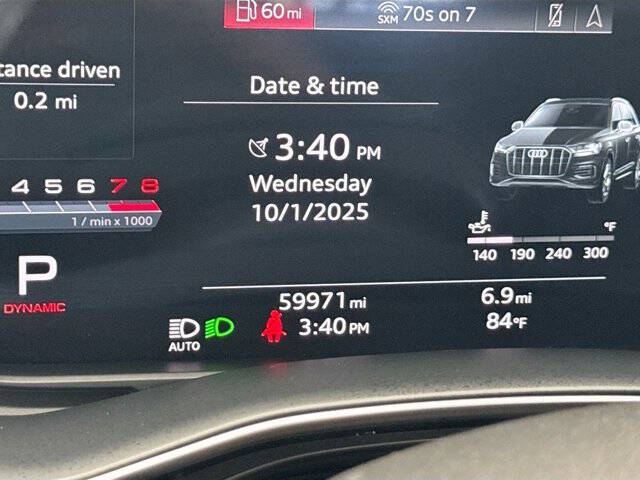 60 mi
SXM 70s on 7
tance driven
0.2 mi
Date & time
3:40 PM
Wednesday
10/1/2025
4 5 6 7 8
1 / min x 1000
°F
140 190 240 300
P
DYNAMIC
59971 mi
6.9 mi
AUTO
3:40 PM
84°F